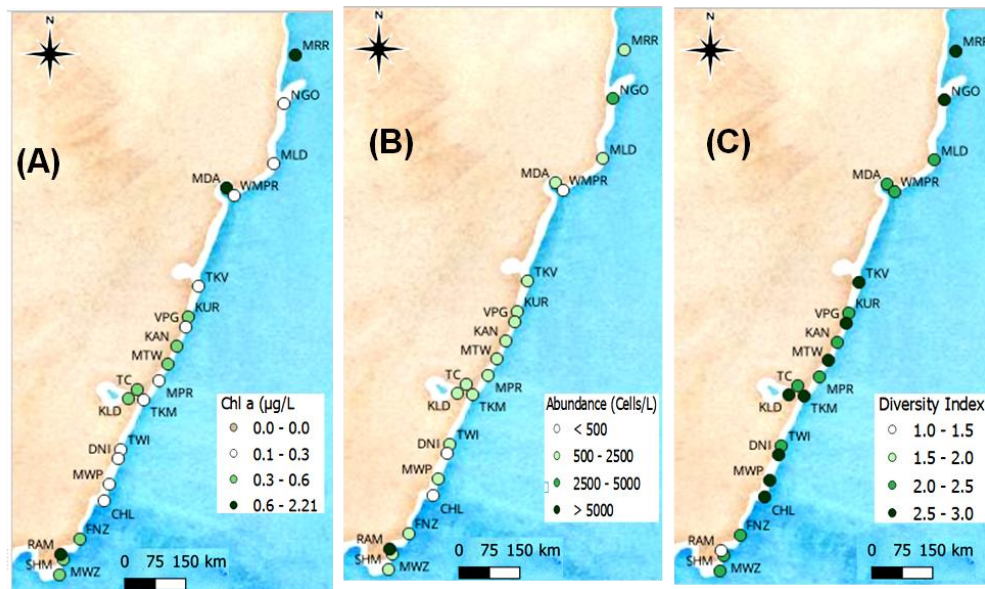 N
MRR
NGO
(A)
MLD
MDA
WMPR
TKV
KUR
VPG
KAN
MTW
TC
MPR
KLD
TKM
Chl a (µg/L
0.0 - 0.0
0.1 - 0.3
0.3 - 0.6
0.6 - 2.21
TWI
DNI
MWP
CHL
FNZ
RAM
SHM
MWZ
0 75 150 km
N
MRR
NGO
(B)
MLD
MDA
WMPR
TKV
KUR
VPG
KAN
MTW
TC
MPR
KLD
TKM
Abundance (Cells/L)
< 500
500 - 2500
2500 - 5000
> 5000
TWI
DNI
MWP
CHL
FNZ
RAM
SHM
MWZ
0 75 150 km
N
MRR
NGO
(C)
MLD
MDA
WMPR
TKV
KUR
VPG
KAN
MTW
TC
MPR
KLD
TKM
Diversity Index
1.0 - 1.5
1.5 - 2.0
2.0 - 2.5
2.5 - 3.0
TWI
DNI
MWP
CHL
FNZ
RAM
SHM
MWZ
0 75 150 km